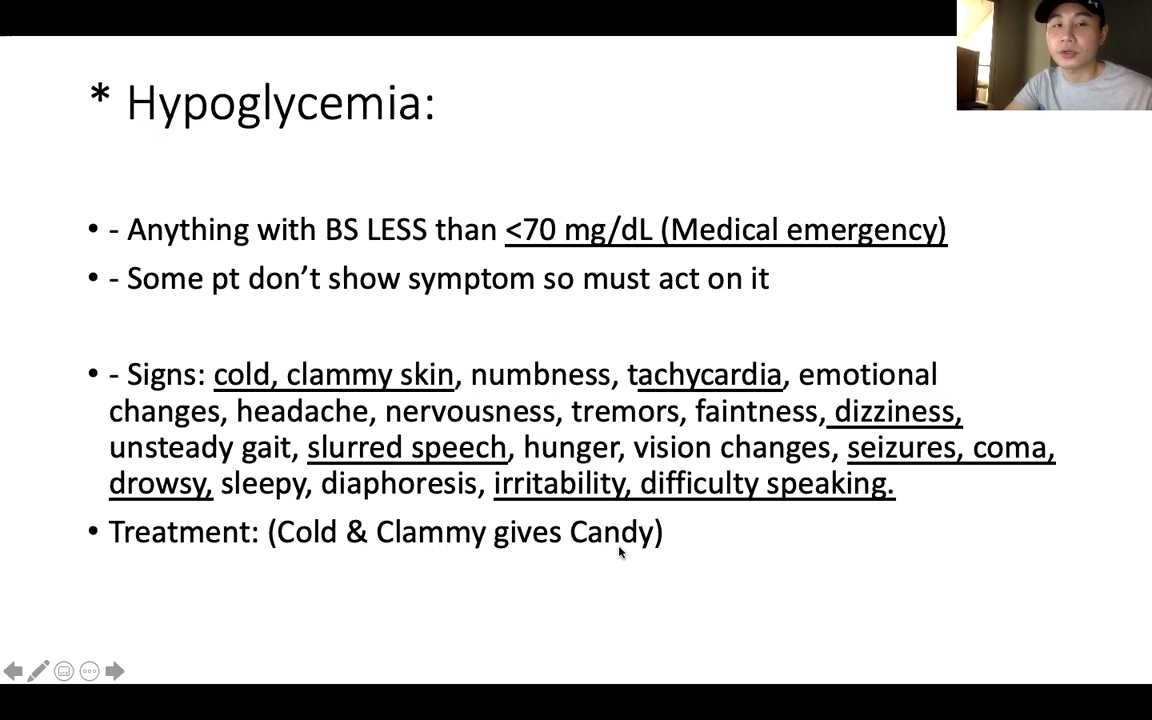 * Hypoglycemia:
• - Anything with BS LESS than <70 mg/dL (Medical emergency)
• - Some pt don’t show symptom so must act on it
• - Signs: cold, clammy skin, numbness, tachycardia, emotional
changes, headache, nervousness, tremors, faintness, dizziness,
unsteady gait, slurred speech, hunger, vision changes, seizures, coma,
drowsy, sleepy, diaphoresis, irritability, difficulty speaking.
• Treatment: (Cold & Clammy gives Candy)